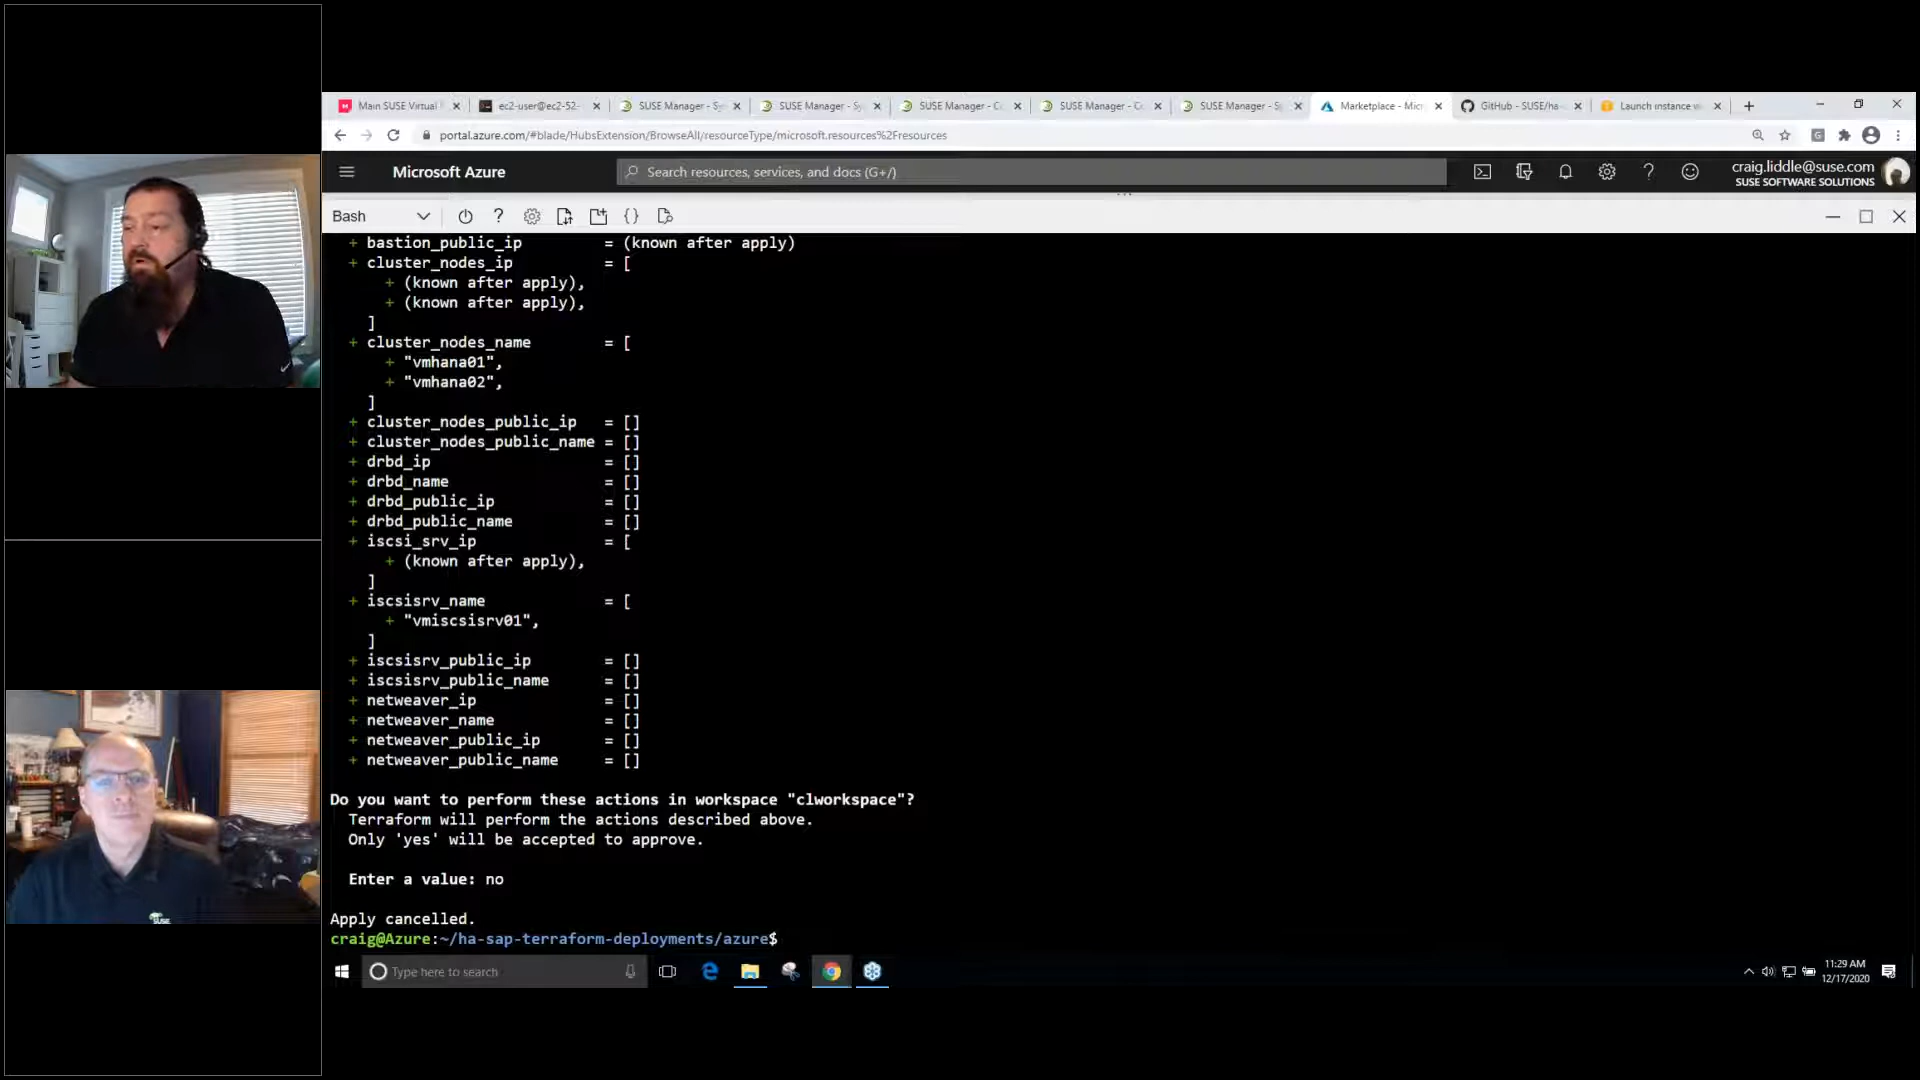 Main SUSE Virtual
ec2-user@ec2-52-
SUSE Manager - Sy
SUSE Manager - Sy
SUSE Manager - C
SUSE Manager - C
SUSE Manager - S
Marketplace - Micr
GitHub - SUSE/ha-
Launch instance w
portal.azure.com/#blade/HubsExtension/BrowseAll/resourceType/microsoft.resources%2Fresources
Microsoft Azure
Search resources, services, and docs (G+/)
craig.liddle@suse.com
SUSE SOFTWARE SOLUTIONS
Bash
+ bastion_public_ip = (known after apply)
+ cluster_nodes_ip = [
+ (known after apply),
+ (known after apply),
]
+ cluster_nodes_name = [
+ "vmhana01",
+ "vmhana02",
]
+ cluster_nodes_public_ip = []
+ cluster_nodes_public_name = []
+ drbd_ip = []
+ drbd_name = []
+ drbd_public_ip = []
+ drbd_public_name = []
+ iscsi_srv_ip = [
+ (known after apply),
]
+ iscsisrv_name = [
+ "vmiscsisrv01",
]
+ iscsisrv_public_ip = []
+ iscsisrv_public_name = []
+ netweaver_ip = []
+ netweaver_name = []
+ netweaver_public_ip = []
+ netweaver_public_name = []
Do you want to perform these actions in workspace "clworkspace"?
Terraform will perform the actions described above.
Only 'yes' will be accepted to approve.
Enter a value: no
Apply cancelled.
craig@Azure:~/ha-sap-terraform-deployments/azure$
Type here to search
11:29 AM
12/17/2020
SUSE